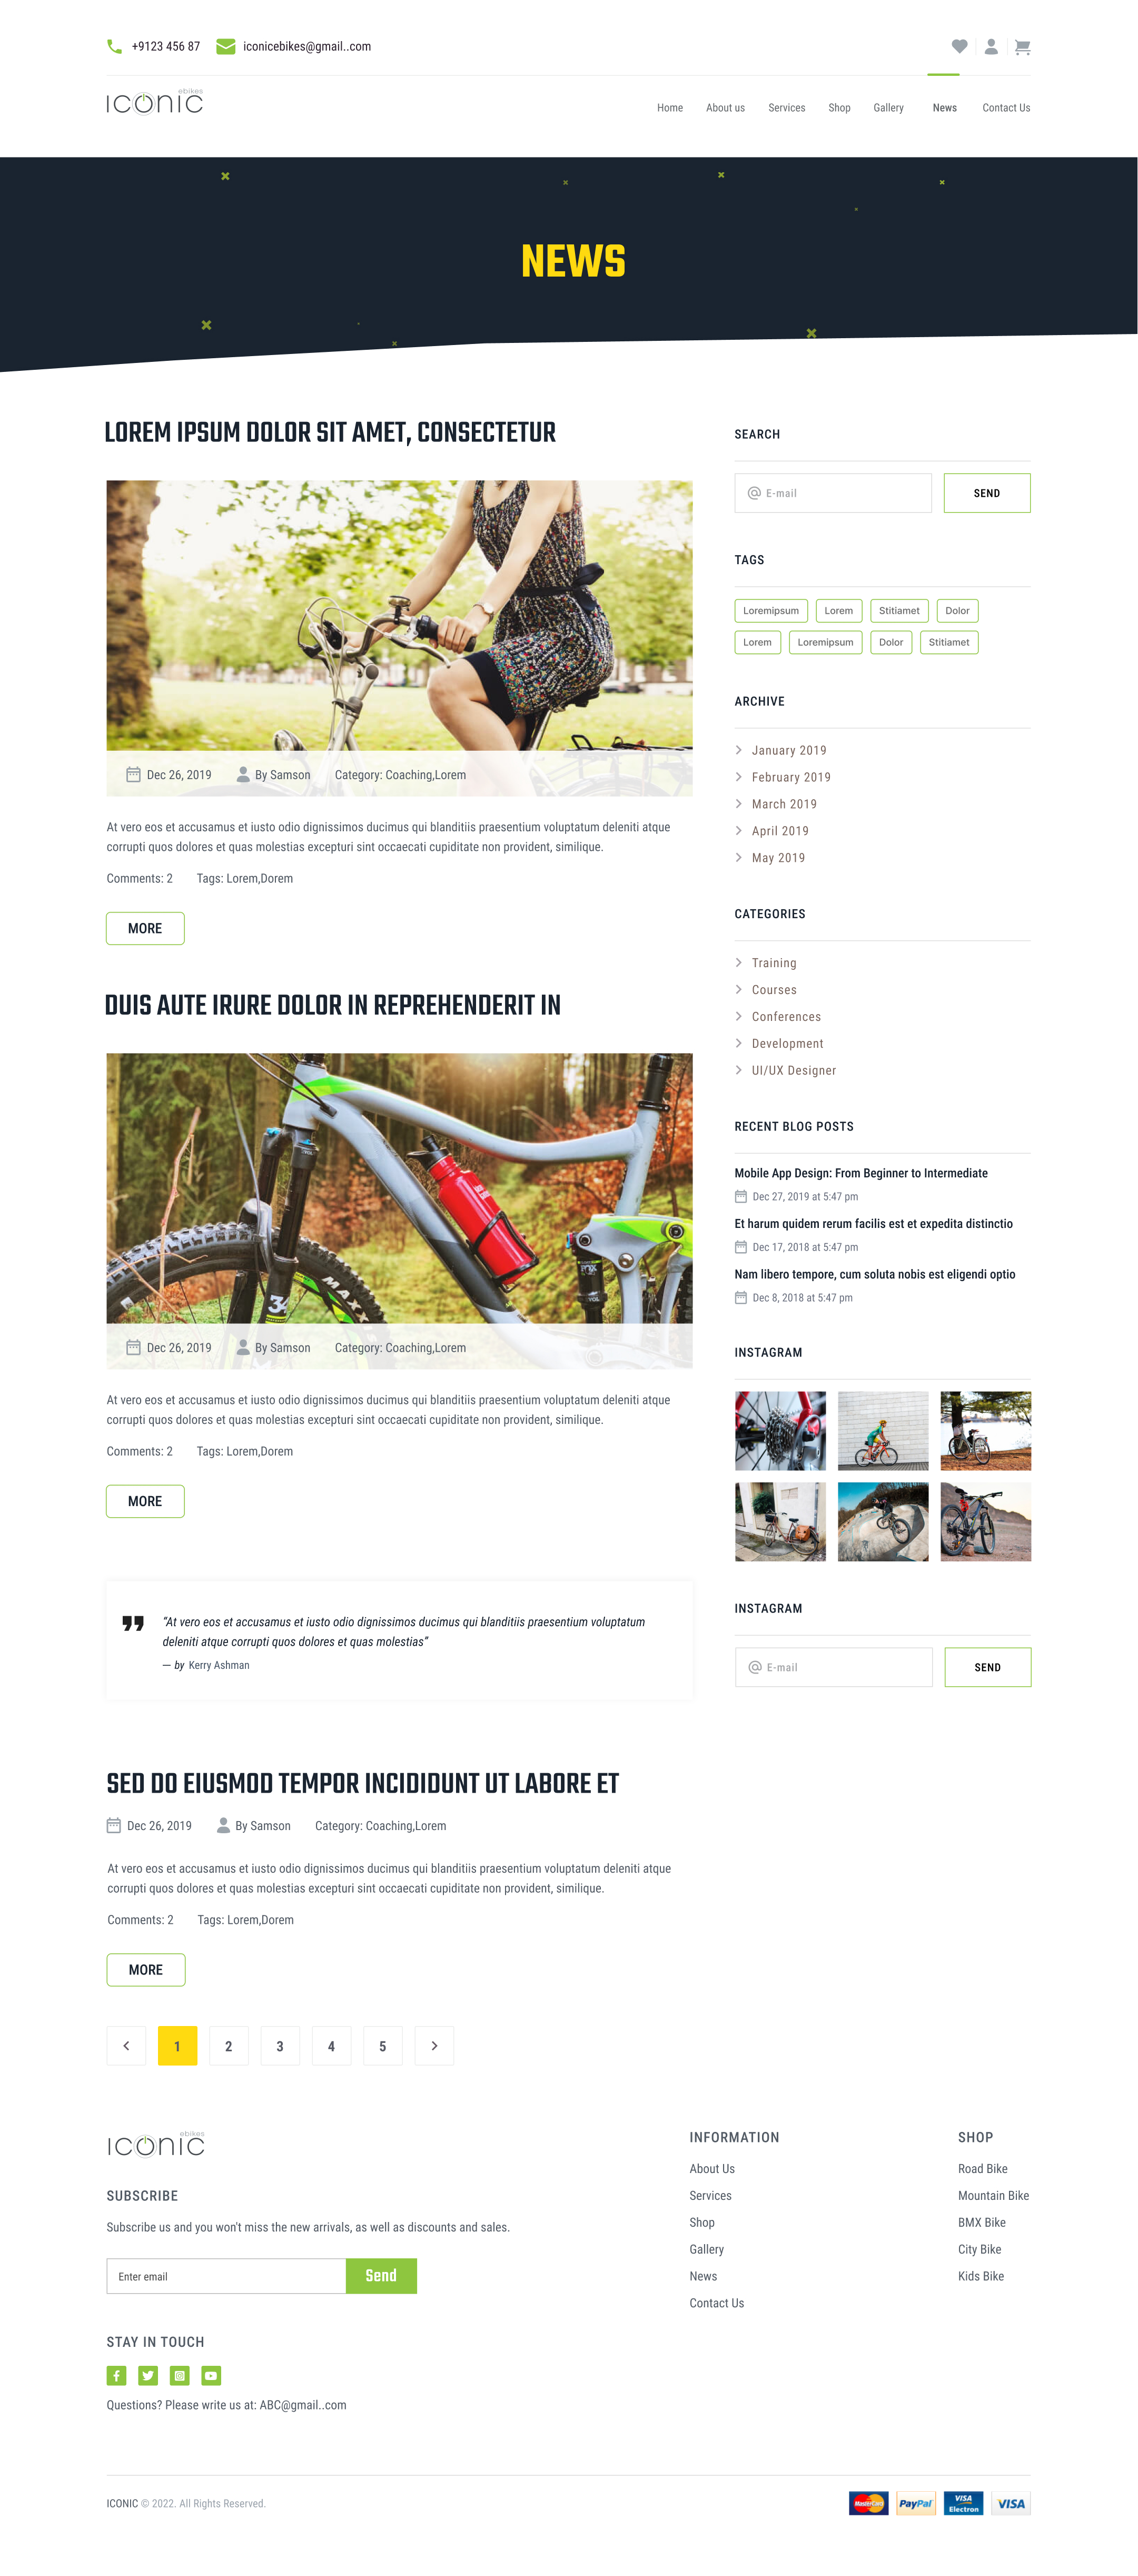 +9123 456 87
iconicebikes@gmail..com
ebikes
ICONIC
Home
About us
Services
Shop
Gallery
News
Contact Us
NEWS
LOREM IPSUM DOLOR SIT AMET, CONSECTETUR
Dec 26, 2019
By Samson
Category: Coaching,Lorem
At vero eos et accusamus et iusto odio dignissimos ducimus qui blanditiis praesentium voluptatum deleniti atque
corrupti quos dolores et quas molestias excepturi sint occaecati cupiditate non provident, similique.
Comments: 2
Tags: Lorem,Dorem
MORE
DUIS AUTE IRURE DOLOR IN REPREHENDERIT IN
MAXX
34
Dec 26, 2019
By Samson
Category: Coaching,Lorem
At vero eos et accusamus et iusto odio dignissimos ducimus qui blanditiis praesentium voluptatum deleniti atque
corrupti quos dolores et quas molestias excepturi sint occaecati cupiditate non provident, similique.
Comments: 2
Tags: Lorem,Dorem
MORE
“At vero eos et accusamus et iusto odio dignissimos ducimus qui blanditiis praesentium voluptatum
deleniti atque corrupti quos dolores et quas molestias”
— by Kerry Ashman
SED DO EIUSMOD TEMPOR INCIDIDUNT UT LABORE ET
Dec 26, 2019
By Samson
Category: Coaching,Lorem
At vero eos et accusamus et iusto odio dignissimos ducimus qui blanditiis praesentium voluptatum deleniti atque
corrupti quos dolores et quas molestias excepturi sint occaecati cupiditate non provident, similique.
Comments: 2
Tags: Lorem,Dorem
MORE
1
2
3
4
5
SEARCH
E-mail
SEND
TAGS
Loremipsum
Lorem
Stitiamet
Dolor
Lorem
Loremipsum
Dolor
Stitiamet
ARCHIVE
January 2019
February 2019
March 2019
April 2019
May 2019
CATEGORIES
Training
Courses
Conferences
Development
UI/UX Designer
RECENT BLOG POSTS
Mobile App Design: From Beginner to Intermediate
Dec 27, 2019 at 5:47 pm
Et harum quidem rerum facilis est et expedita distinctio
Dec 17, 2018 at 5:47 pm
Nam libero tempore, cum soluta nobis est eligendi optio
Dec 8, 2018 at 5:47 pm
INSTAGRAM
INSTAGRAM
E-mail
SEND
ebikes
ICONIC
SUBSCRIBE
Subscribe us and you won't miss the new arrivals, as well as discounts and sales.
Enter email
Send
STAY IN TOUCH
Questions? Please write us at: ABC@gmail..com
INFORMATION
About Us
Services
Shop
Gallery
News
Contact Us
SHOP
Road Bike
Mountain Bike
BMX Bike
City Bike
Kids Bike
ICONIC © 2022. All Rights Reserved.
MasterCard
PayPal
VISA
Electron
VISA